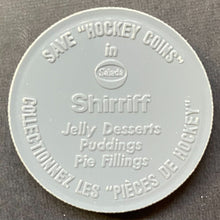 SAVE "HOCKEY COINS"
in
Salada
Shirriff
Jelly Desserts
Puddings
Pie Fillings
COLLECTIONNEZ LES "PIÈCES DE HOCKEY"